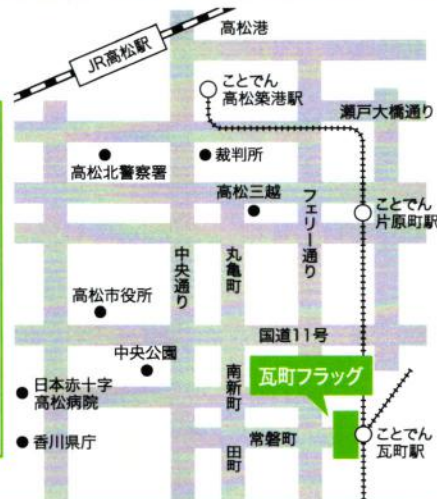 高松港
JR高松駅
ことでん
高松築港駅
瀬戸大橋通り
裁判所
高松北警察署
高松三越
フェリー通り
ことでん
片原町駅
中央通り
丸亀町
高松市役所
国道11号
中央公園
瓦町フラッグ
南新町
日本赤十字
高松病院
常磐町
ことでん
瓦町駅
香川県庁
田町